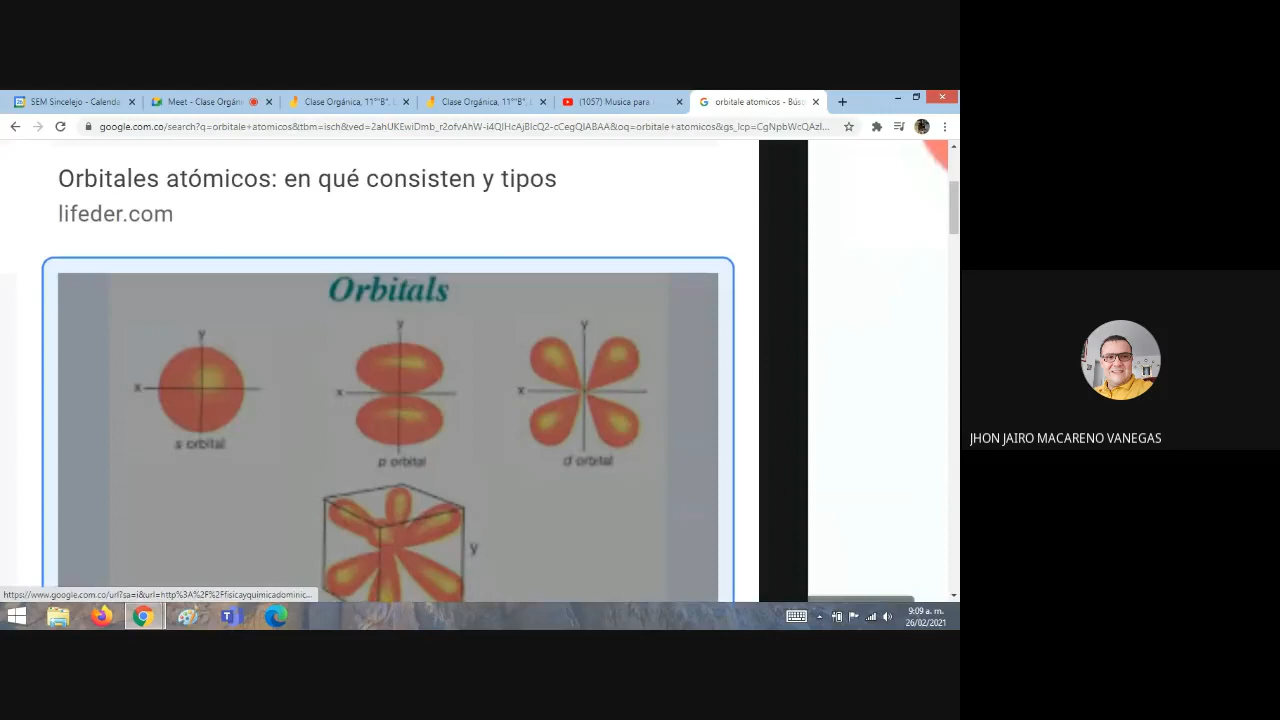 SEM Sincelejo - Calenda
Meet - Clase Orgáni
Clase Orgánica, 11°"B",
Clase Orgánica, 11°"B",
(1057) Musica para
orbitale atomicos - Bús
google.com.co/search?q=orbitale+atomicos&tbm=isch&ved=2ahUKEwiDmb_r2ofvAhW-i4QIHcAjBIcQ2-cCegQIABAA&oq=orbitale+atomicos&gs_lcp=CgNpbWcQAzI...
Orbitales atómicos: en qué consisten y tipos
lifeder.com
Orbitals
y
x
s orbital
y
x
p orbital
y
x
d orbital
y
JHON JAIRO MACARENO VANEGAS
https://www.google.com.co/url?sa=i&url=http%3A%2F%2Ffisicayquimicadominic...
9:09 a. m.
26/02/2021